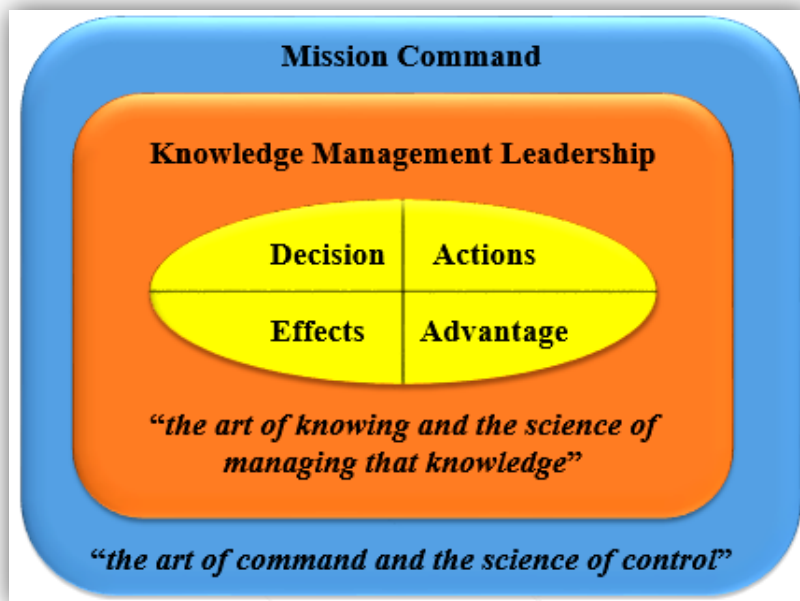 Mission Command
Knowledge Management Leadership
Decision Actions
Effects Advantage
“the art of knowing and the science of
managing that knowledge”
“the art of command and the science of control”